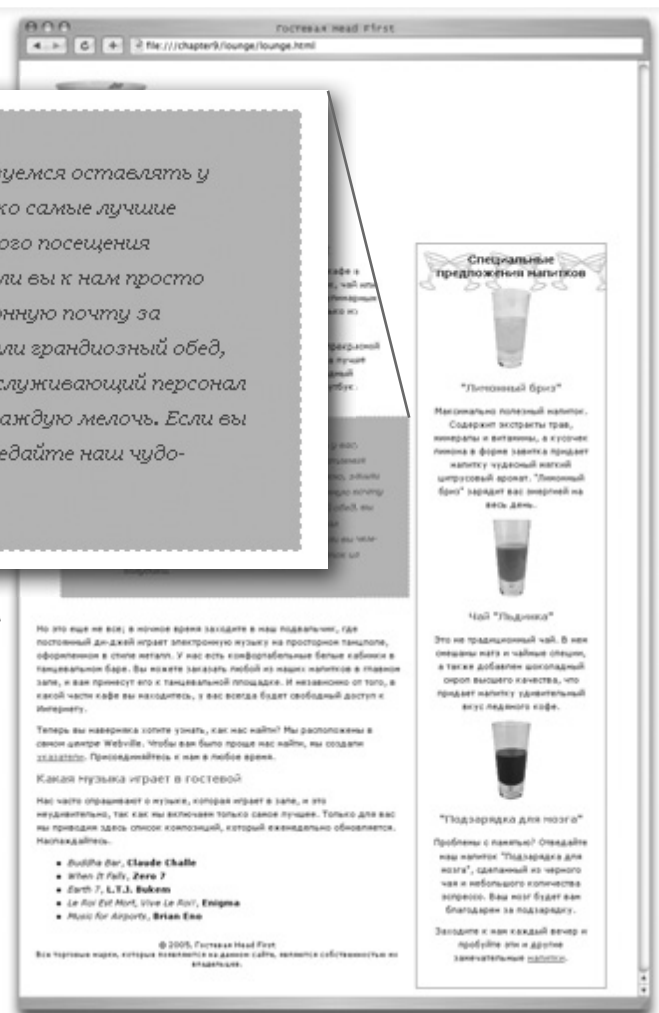 Гостевая Head First
file:///chapter9/lounge/lounge.html
уемся оставлять у
ко самые лучшие
ого посещения
ли вы к нам просто
онную почту за
ли грандиозный обед,
служивающий персонал
аждую мелочь. Если вы
едайте наш чудо-
Но это еще не все; в ночное время заходите в наш подвальчик, где
постоянный ди-джей играет электронную музыку на просторном танцполе,
оформленном в стиле металл. У нас есть комфортабельные белые кабинки в
танцевальном баре. Вы можете заказать любой из наших напитков в главном
зале, и вам принесут его к танцевальной площадке. И независимо от того, в
какой части кафе вы находитесь, у вас всегда будет свободный доступ к
Интернету.
Теперь вы наверняка хотите узнать, как нас найти? Мы расположены в
самом центре Webville. Чтобы вам было проще нас найти, мы создали
указатели. Присоединяйтесь к нам в любое время.
Какая музыка играет в гостевой
Нас часто спрашивают о музыке, которая играет в зале, и это
неудивительно, так как мы включаем только самое лучшее. Только для вас
мы приводим здесь список композиций, который еженедельно обновляется.
Наслаждайтесь.
Buddha Bar, Claude Challe
When It Falls, Zero 7
Earth 7, L.T.J. Bukem
Le Roi Est Mort, Vive Le Roi!, Enigma
Music for Airports, Brian Eno
© 2005, Гостевая Head First
Все торговые марки, которые появляются на данном сайте, являются собственностью их
владельцев.
Специальные
предложения напитков
"Лимонный бриз"
Максимально полезный напиток.
Содержит экстракты трав,
минералы и витамины, а кусочек
лимона в форме завитка придает
напитку чудесный мягкий
цитрусовый аромат. "Лимонный
бриз" зарядит вас энергией на
весь день.
Чай "Льдинка"
Это не традиционный чай. В нем
смешаны матэ и чайные специи,
а также добавлен шоколадный
сироп высшего качества, что
придает напитку удивительный
вкус ледяного кофе.
"Подзарядка для мозга"
Проблемы с памятью? Отведайте
наш напиток "Подзарядка для
мозга", сделанный из черного
чая и небольшого количества
эспрессо. Ваш мозг будет вам
благодарен за подзарядку.
Заходите к нам каждый вечер и
пробуйте эти и другие
замечательные напитки.